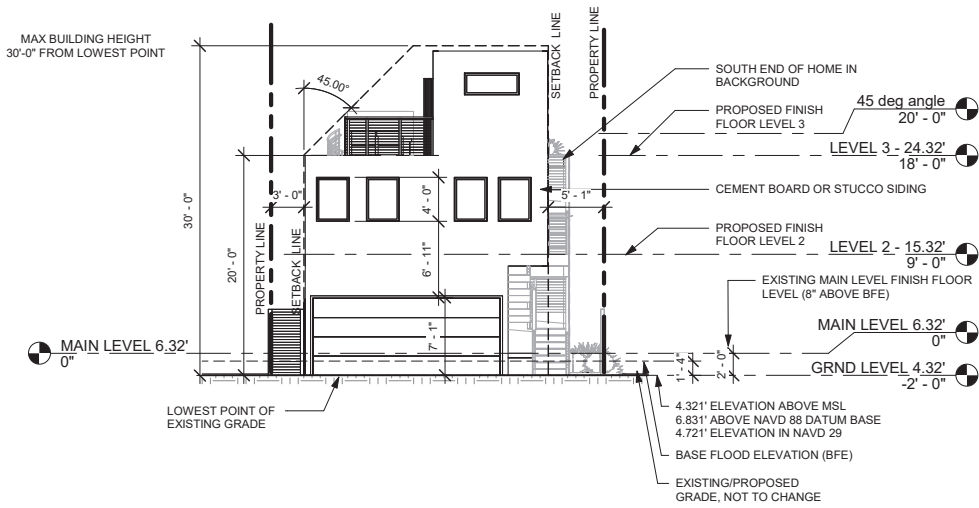 MAX BUILDING HEIGHT
30'-0" FROM LOWEST POINT
45.00°
SETBACK LINE
PROPERTY LINE
SOUTH END OF HOME IN
BACKGROUND
45 deg angle
20' - 0"
PROPOSED FINISH
FLOOR LEVEL 3
LEVEL 3 - 24.32'
18' - 0"
CEMENT BOARD OR STUCCO SIDING
3' - 0"
4' - 0"
5' - 1"
30' - 0"
20' - 0"
PROPERTY LINE
SETBACK LINE
6' - 11"
PROPOSED FINISH
FLOOR LEVEL 2
LEVEL 2 - 15.32'
9' - 0"
EXISTING MAIN LEVEL FINISH FLOOR
LEVEL (8" ABOVE BFE)
MAIN LEVEL 6.32'
0"
7' - 1"
1' - 4"
2' - 0"
MAIN LEVEL 6.32'
0"
GRND LEVEL 4.32'
-2' - 0"
LOWEST POINT OF
EXISTING GRADE
4.321' ELEVATION ABOVE MSL
6.831' ABOVE NAVD 88 DATUM BASE
4.721' ELEVATION IN NAVD 29
BASE FLOOD ELEVATION (BFE)
EXISTING/PROPOSED
GRADE, NOT TO CHANGE